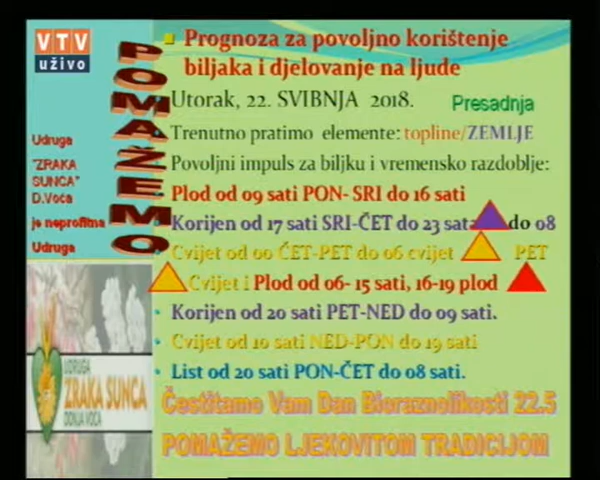 VTV
uživo
POMAŽEMO
Udruga
"ZRAKA
SUNCA"
D.Voća
je neprofitna
Udruga
UDRUGA
ZRAKA SUNCA
DONJA VOĆA
Prognoza za povoljno korištenje
biljaka i djelovanje na ljude
Utorak, 22. SVIBNJA 2018. Presadnja
Trenutno pratimo elemente: topline/ZEMLJE
Povoljni impuls za biljku i vremensko razdoblje:
Plod od 09 sati PON- SRI do 16 sati
Korijen od 17 sati SRI-ČET do 23 sata do 08
Cvijet od 00 ČET-PET do 06 cvijet PET
Cvijet i Plod od 06- 15 sati, 16-19 plod
Korijen od 20 sati PET-NED do 09 sati.
Cvijet od 10 sati NED-PON do 19 sati
List od 20 sati PON-ČET do 08 sati.
Čestitamo Vam Dan Bioraznolikosti 22.5
POMAŽEMO LJEKOVITOM TRADICIJOM